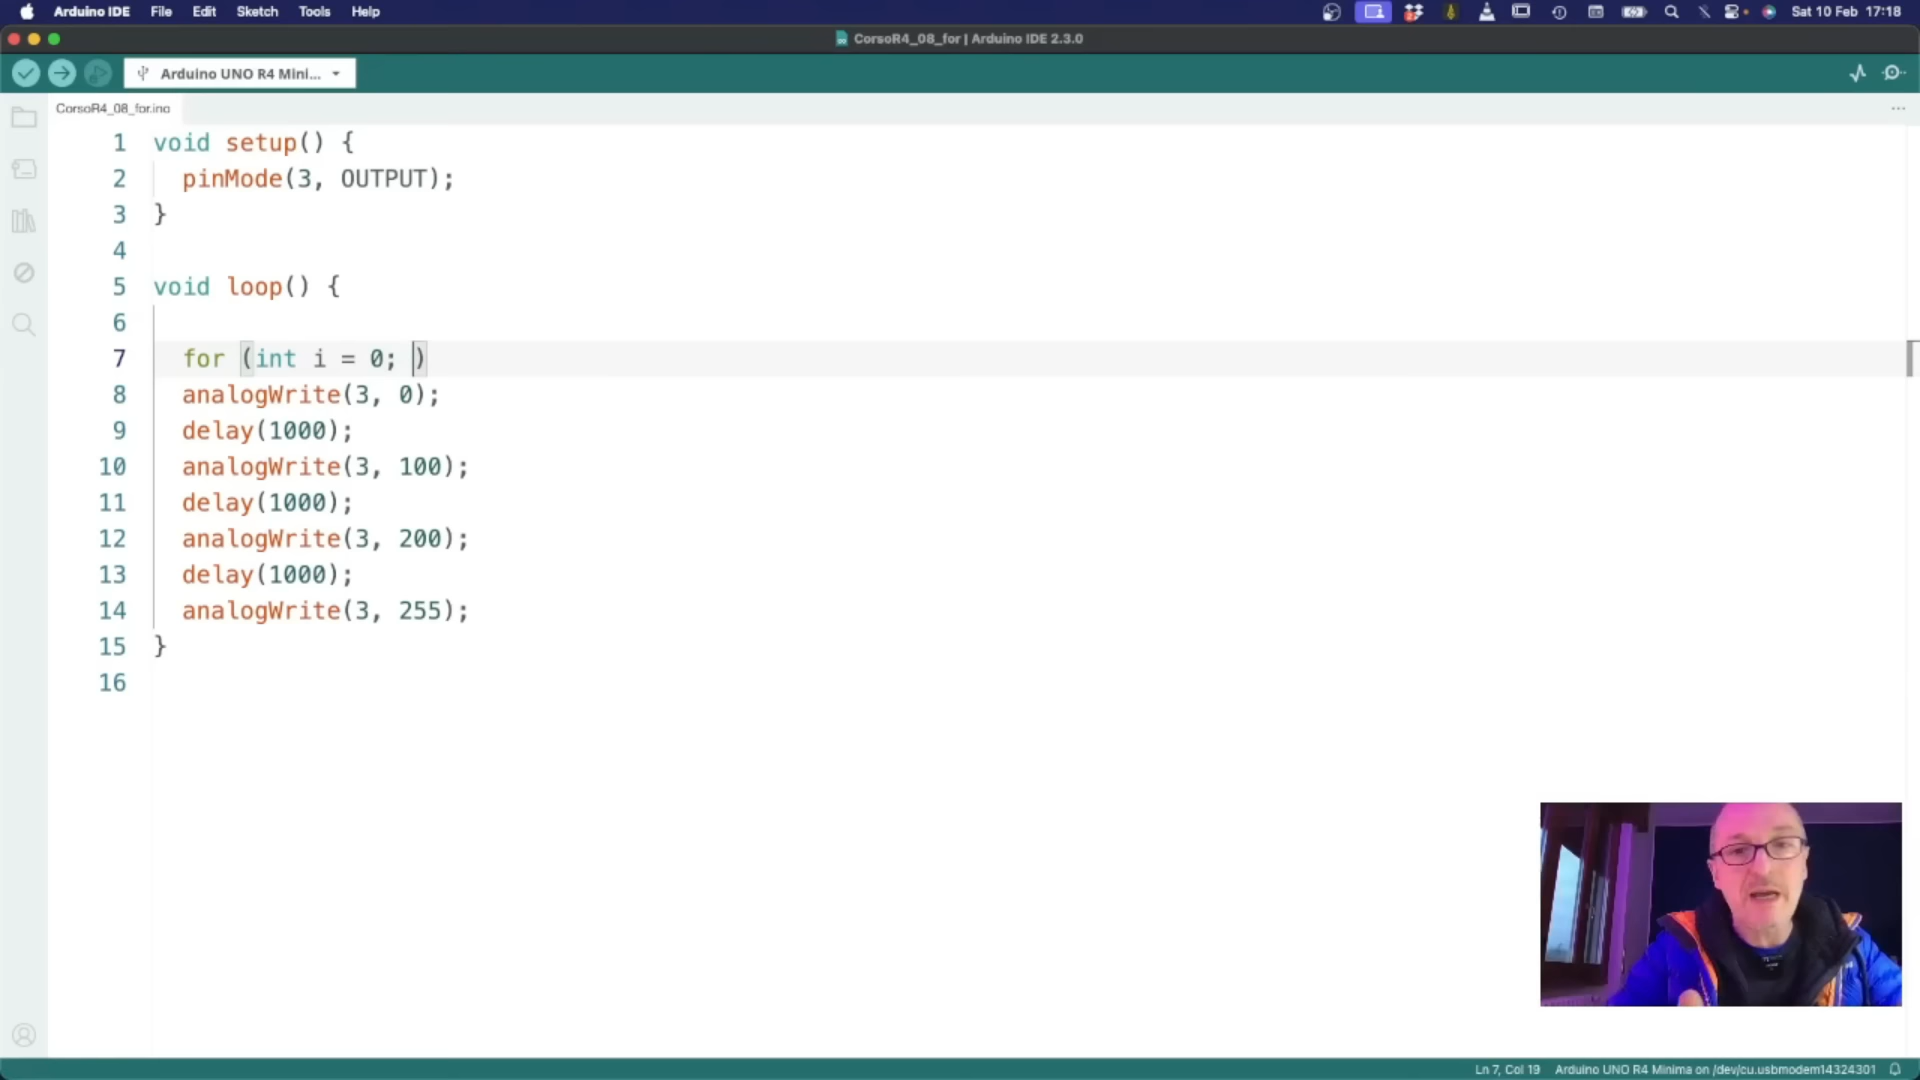 Arduino IDE File Edit Sketch Tools Help
Sat 10 Feb 17:18
CorsoR4_08_for | Arduino IDE 2.3.0
Arduino UNO R4 Mini...
CorsoR4_08_for.ino
1 void setup() {
2 pinMode(3, OUTPUT);
3 }
4
5 void loop() {
6
7 for (int i = 0; )
8 analogWrite(3, 0);
9 delay(1000);
10 analogWrite(3, 100);
11 delay(1000);
12 analogWrite(3, 200);
13 delay(1000);
14 analogWrite(3, 255);
15 }
16
Ln 7, Col 19 Arduino UNO R4 Minima on /dev/cu.usbmodem14324301